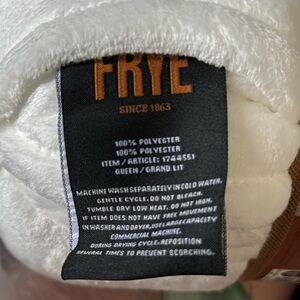 FRYE
SINCE 1863
100% POLYESTER
100% POLYESTER
ITEM / ARTICLE: 1744551
QUEEN / GRAND LIT
MACHINE WASH SEPARATELY IN COLD WATER,
GENTLE CYCLE. DO NOT BLEACH.
TUMBLE DRY LOW HEAT. DO NOT IRON.
IF ITEM DOES NOT HAVE FREE MOVEMENT
IN WASHER AND DRYER, USE LARGE CAPACITY
COMMERCIAL MACHINE.
DURING DRYING CYCLE, REPOSITION
SEVERAL TIMES TO PREVENT SCORCHING.